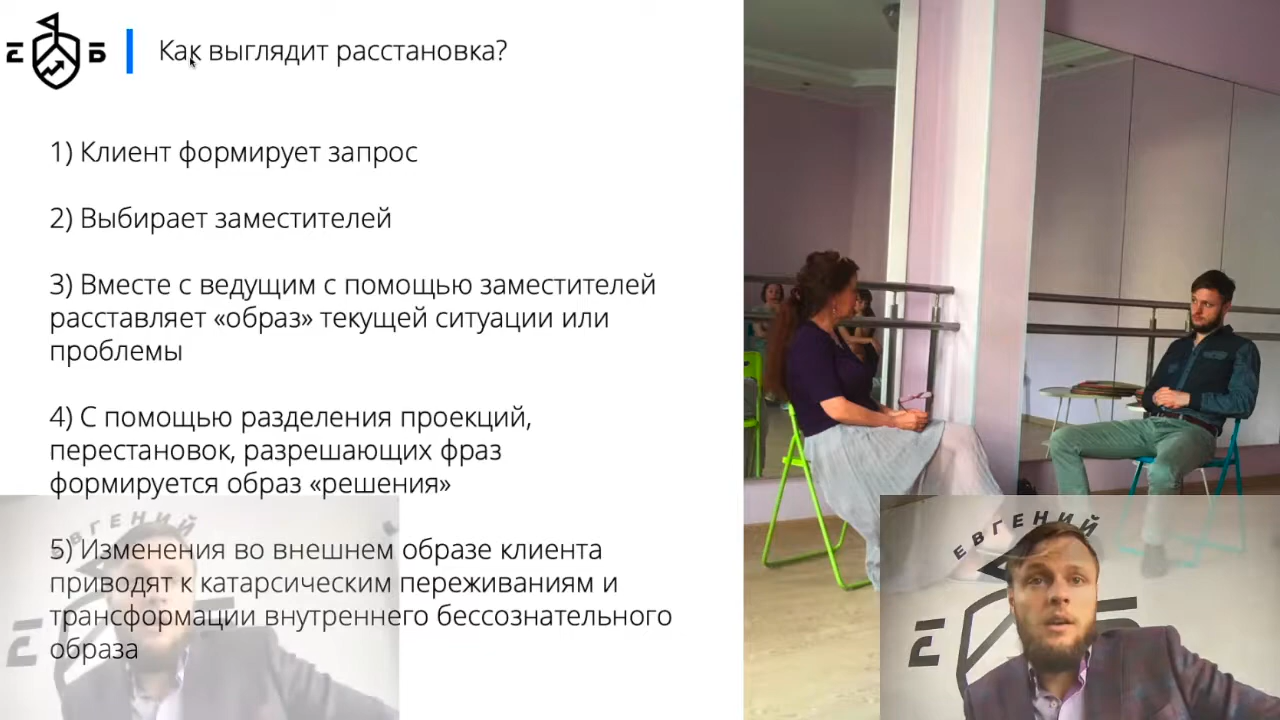 Е Б
Как выглядит расстановка?
1) Клиент формирует запрос
2) Выбирает заместителей
3) Вместе с ведущим с помощью заместителей
расставляет «образ» текущей ситуации или
проблемы
4) С помощью разделения проекций,
перестановок, разрешающих фраз
формируется образ «решения»
ЕВГЕНИЙ
5) Изменения во внешнем образе клиента
приводят к катарсическим переживаниям и
трансформации внутреннего бессознательного
образа
Е
ЕВГЕНИЙ
Е Б